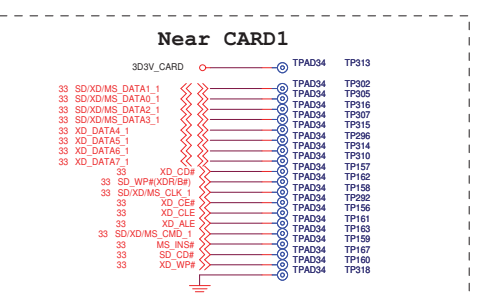 Near CARD1
3D3V_CARD TPAD34 TP313
33 SD/XD/MS_DATA1_1 TPAD34 TP302
33 SD/XD/MS_DATA0_1 TPAD34 TP305
33 SD/XD/MS_DATA2_1 TPAD34 TP316
33 SD/XD/MS_DATA3_1 TPAD34 TP307
33 XD_DATA4_1 TPAD34 TP315
33 XD_DATA5_1 TPAD34 TP296
33 XD_DATA6_1 TPAD34 TP314
33 XD_DATA7_1 TPAD34 TP310
33 XD_CD# TPAD34 TP157
33 SD_WP#(XDR/B#) TPAD34 TP162
33 SD/XD/MS_CLK_1 TPAD34 TP158
33 XD_CE# TPAD34 TP292
33 XD_CLE TPAD34 TP156
33 XD_ALE TPAD34 TP161
33 SD/XD/MS_CMD_1 TPAD34 TP163
33 MS_INS# TPAD34 TP159
33 SD_CD# TPAD34 TP167
33 XD_WP# TPAD34 TP160
TPAD34 TP318